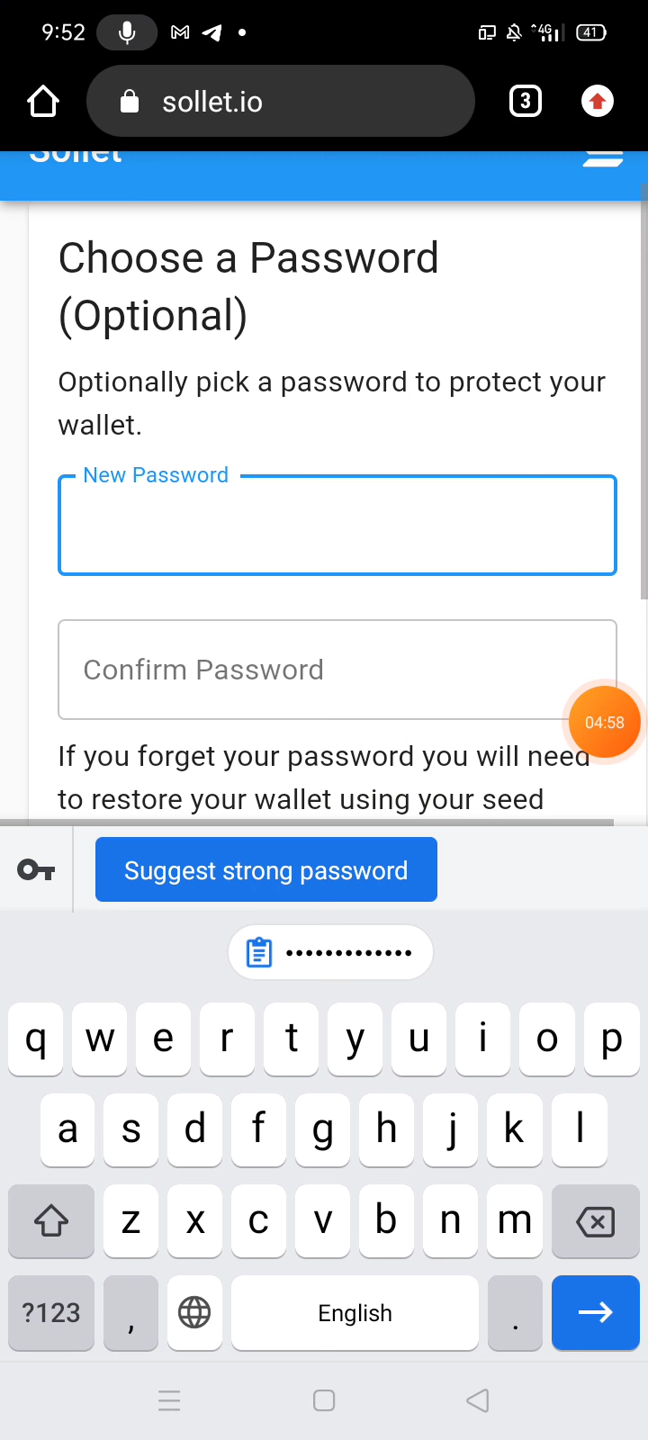 9:52
4G
41
sollet.io
3
Sollet
Choose a Password
(Optional)
Optionally pick a password to protect your
wallet.
New Password
Confirm Password
04:58
If you forget your password you will need
to restore your wallet using your seed
Suggest strong password
•••••••••••••
q w e r t y u i o p
a s d f g h j k l
z x c v b n m
?123 , English .